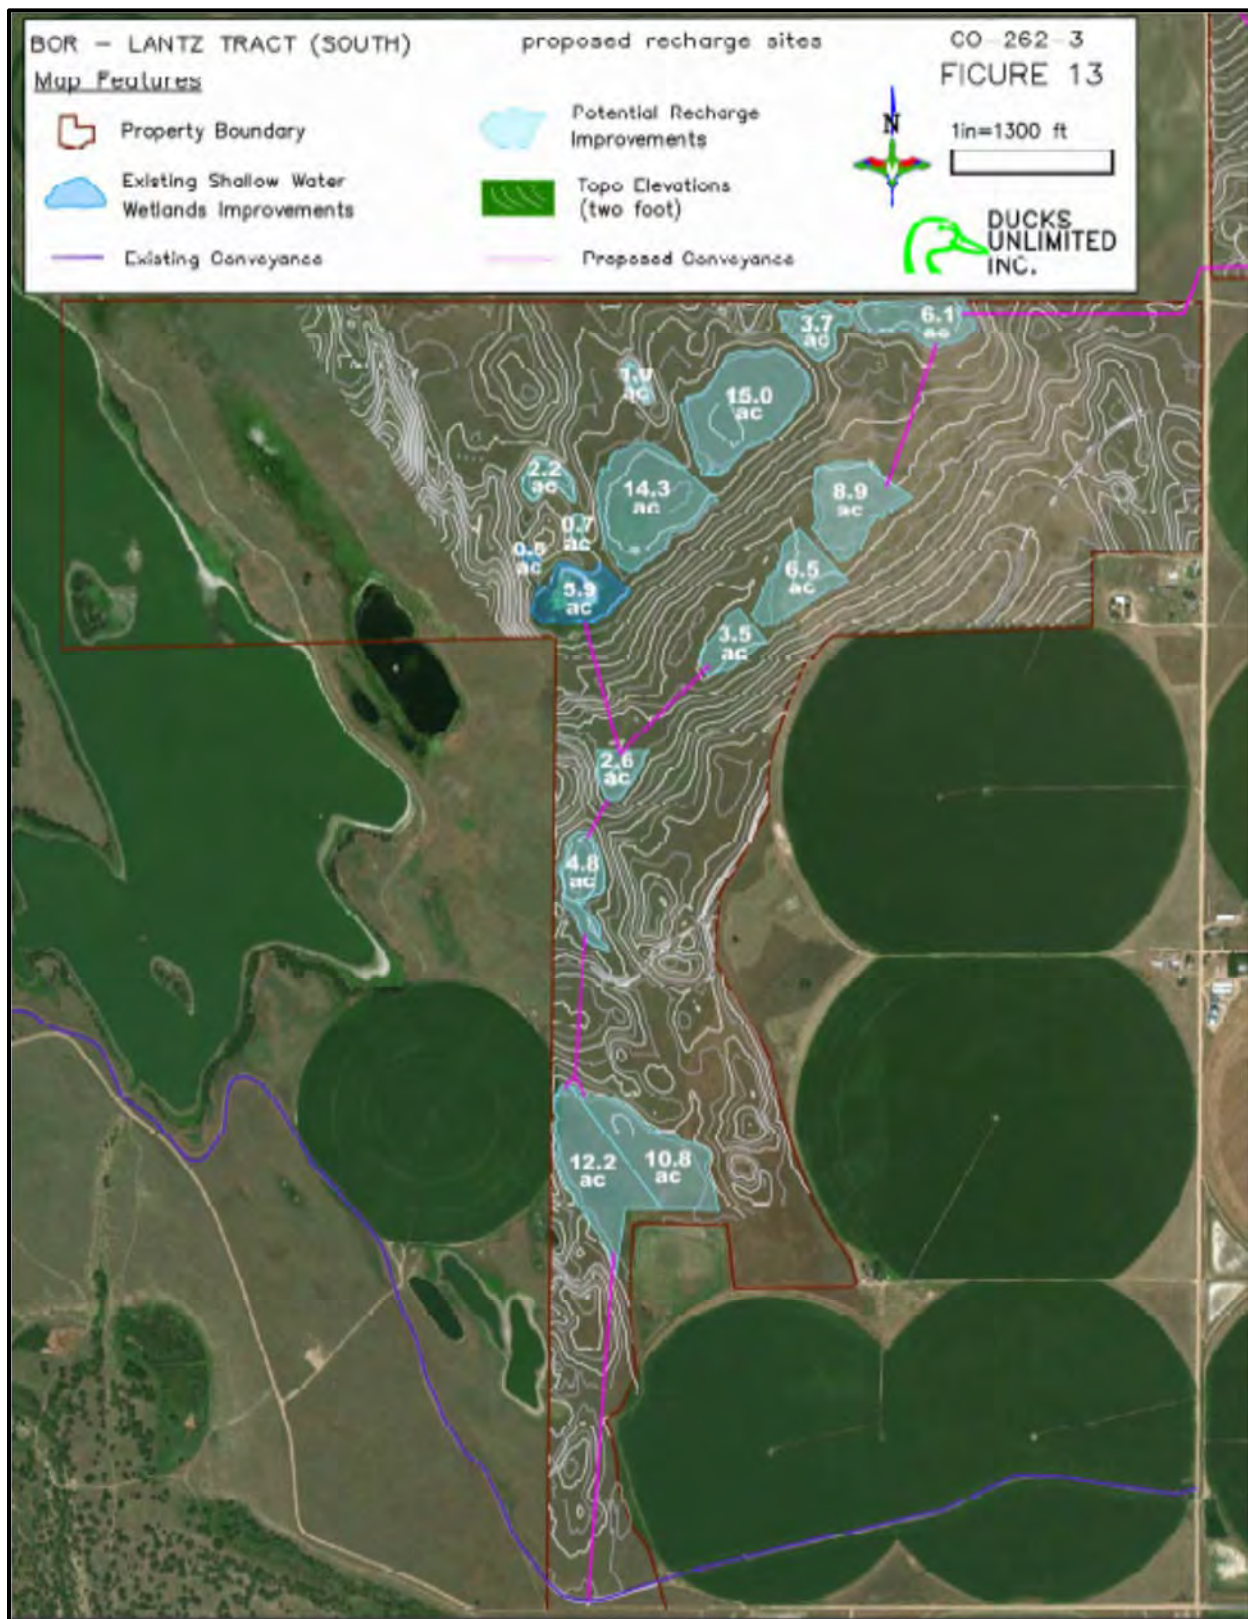 BOR - LANTZ TRACT (SOUTH)
proposed recharge sites
CO-262-3
FIGURE 13
Map Features
Property Boundary
Existing Shallow Water
Wetlands Improvements
Existing Conveyance
Potential Recharge
Improvements
Topo Elevations
(two foot)
Proposed Conveyance
N
1in=1300 ft
DUCKS
UNLIMITED
INC.
6.1
ac
3.7
ac
ac
15.0
ac
2.2
ac
14.3
ac
8.9
ac
0.7
ac
ac
5.9
ac
6.5
ac
3.5
ac
2.6
ac
4.8
ac
12.2
ac
10.8
ac